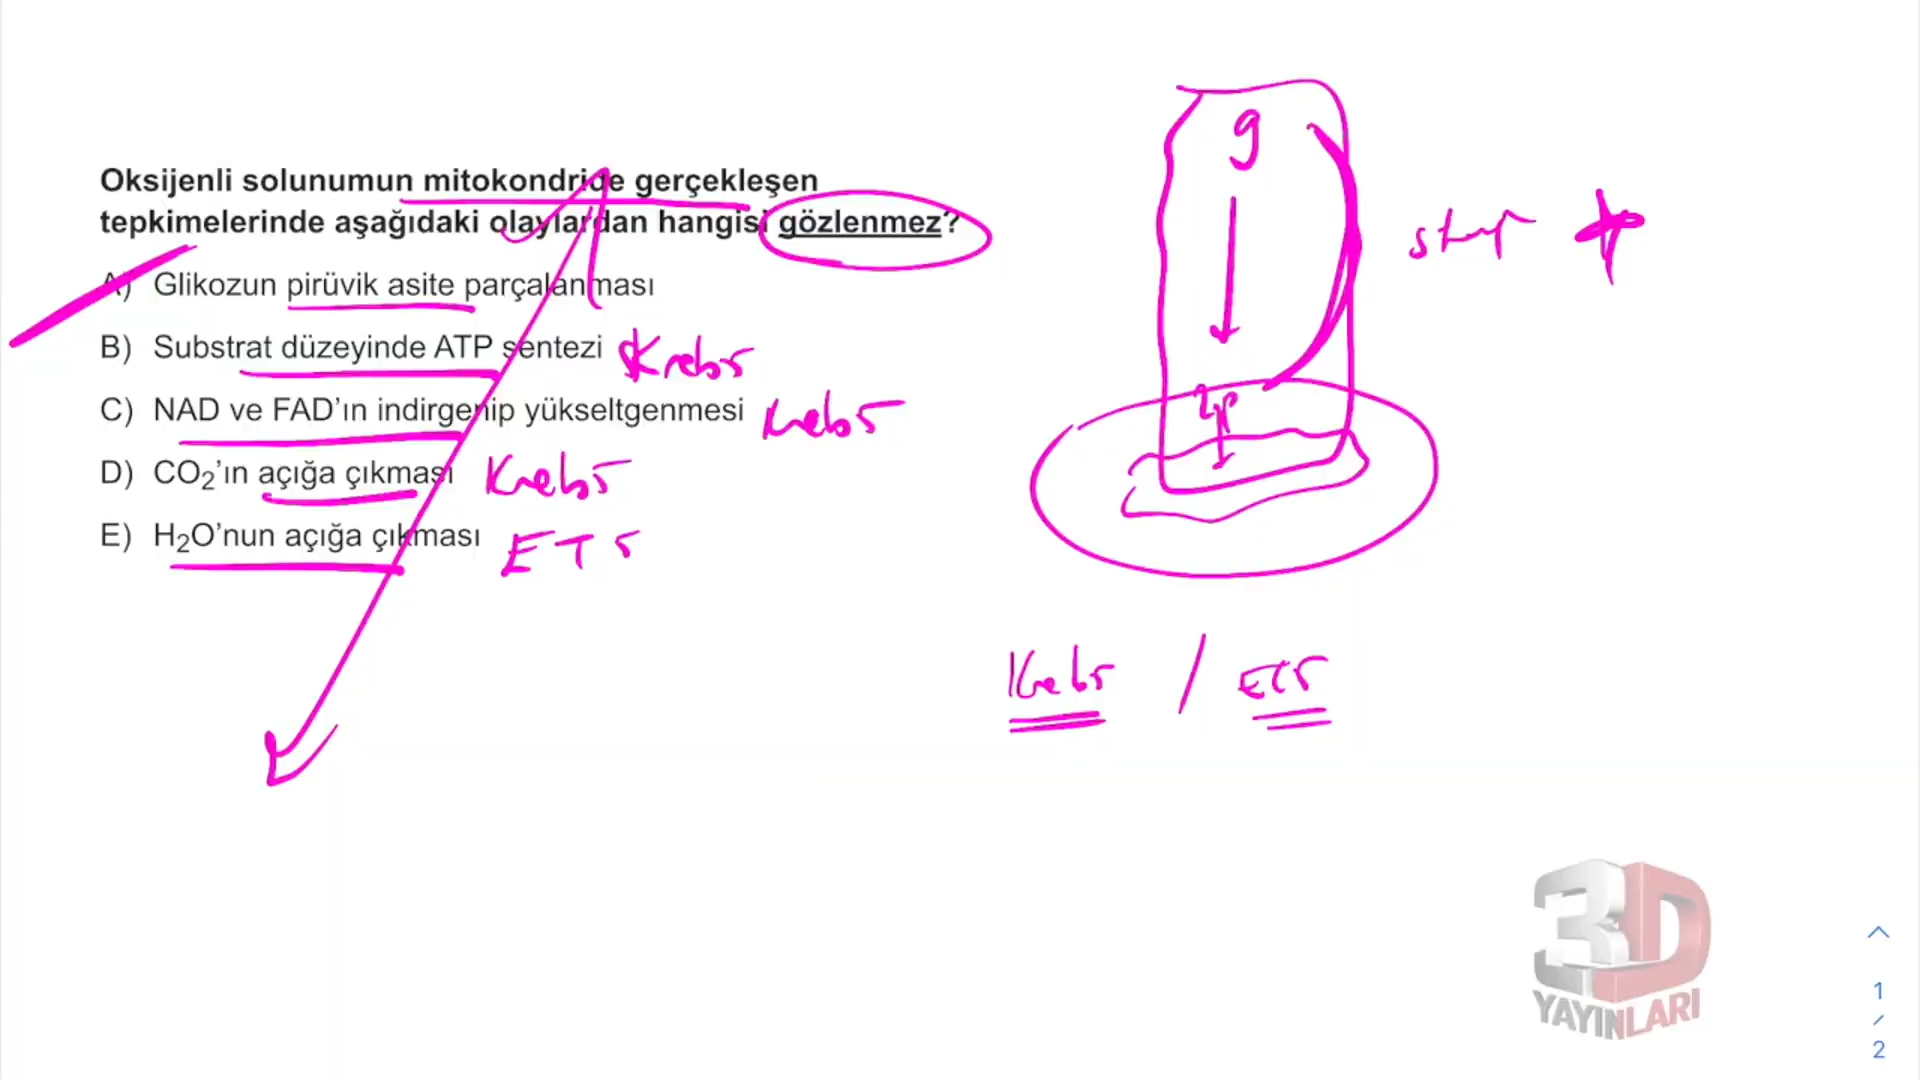 Oksijenli solunumun mitokondride gerçekleşen
tepkimelerinde aşağıdaki olaylardan hangisi gözlenmez?
A) Glikozun pirüvik asite parçalanması
B) Substrat düzeyinde ATP sentezi Krebs
C) NAD ve FAD'ın indirgenip yükseltgenmesi Krebs
D) CO₂'ın açığa çıkması Krebs
E) H₂O'nun açığa çıkması ETS
g
2p
Krebs / ETS
3D
YAYINLARI
1
/
2